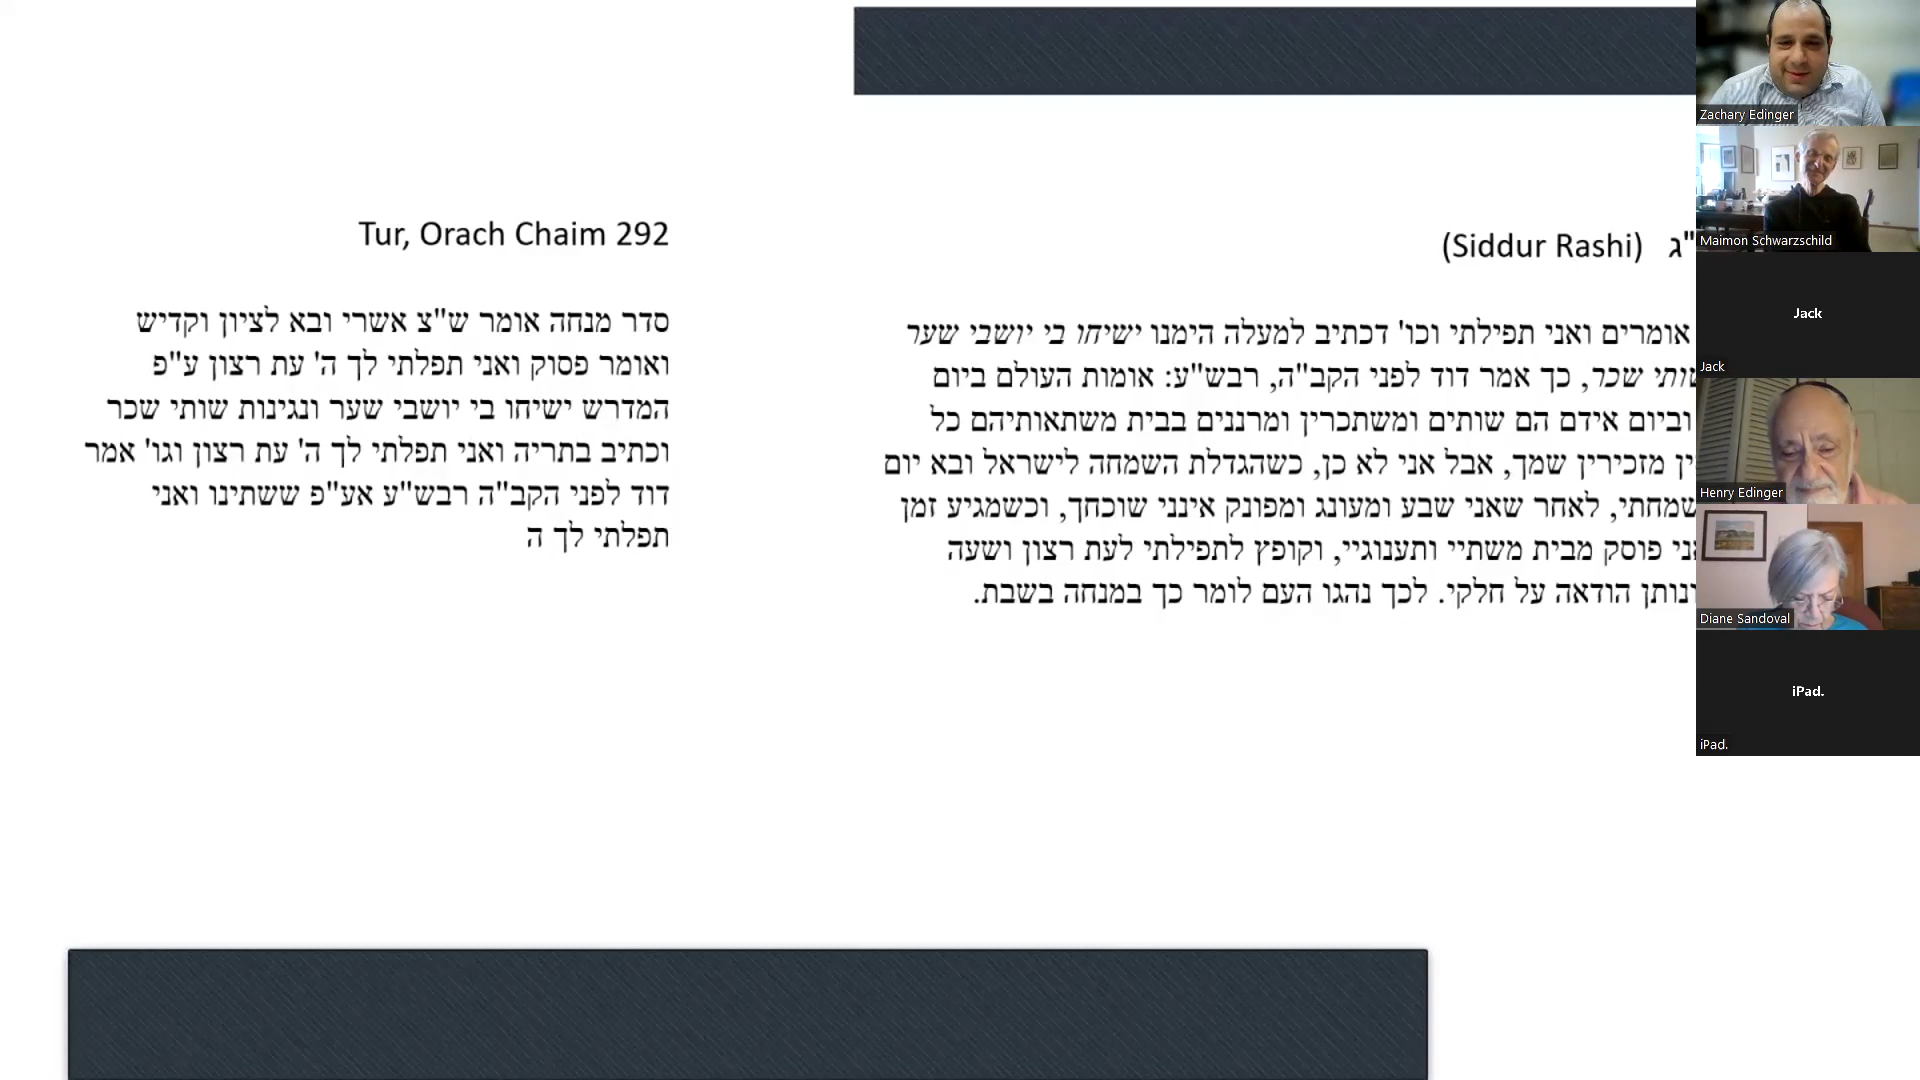 Tur, Orach Chaim 292
סדר מנחה אומר ש"צ אשרי ובא לציון וקדיש
ואומר פסוק ואני תפלתי לך ה' עת רצון ע"פ
המדרש ישיחו בי יושבי שער ונגינות שותי שכר
וכתיב בתריה ואני תפלתי לך ה' עת רצון וגו' אמר
דוד לפני הקב"ה רבש"ע אע"פ ששתינו ואני
תפלתי לך ה
(Siddur Rashi) "ג
אומרים ואני תפילתי וכו' דכתיב למעלה הימנו ישיחו בי יושבי שער
שכר, כך אמר דוד לפני הקב"ה, רבש"ע: אומות העולם ביום
וביום אידם הם שותים ומשתכרין ומרננים בבית משתאותיהם כל
מזכירין שמך, אבל אני לא כן, כשהגדלת השמחה לישראל ובא יום
שמחתי, לאחר שאני שבע ומעונג ומפונק אינני שוכחך, וכשמגיע זמן
פוסק מבית משתיי ותענוגיי, וקופץ לתפילתי לעת רצון ושעה
הודאה על חלקי. לכך נהגו העם לומר כך במנחה בשבת.
Zachary Edinger
Maimon Schwarzschild
Jack
Jack
Henry Edinger
Diane Sandoval
iPad.
iPad.